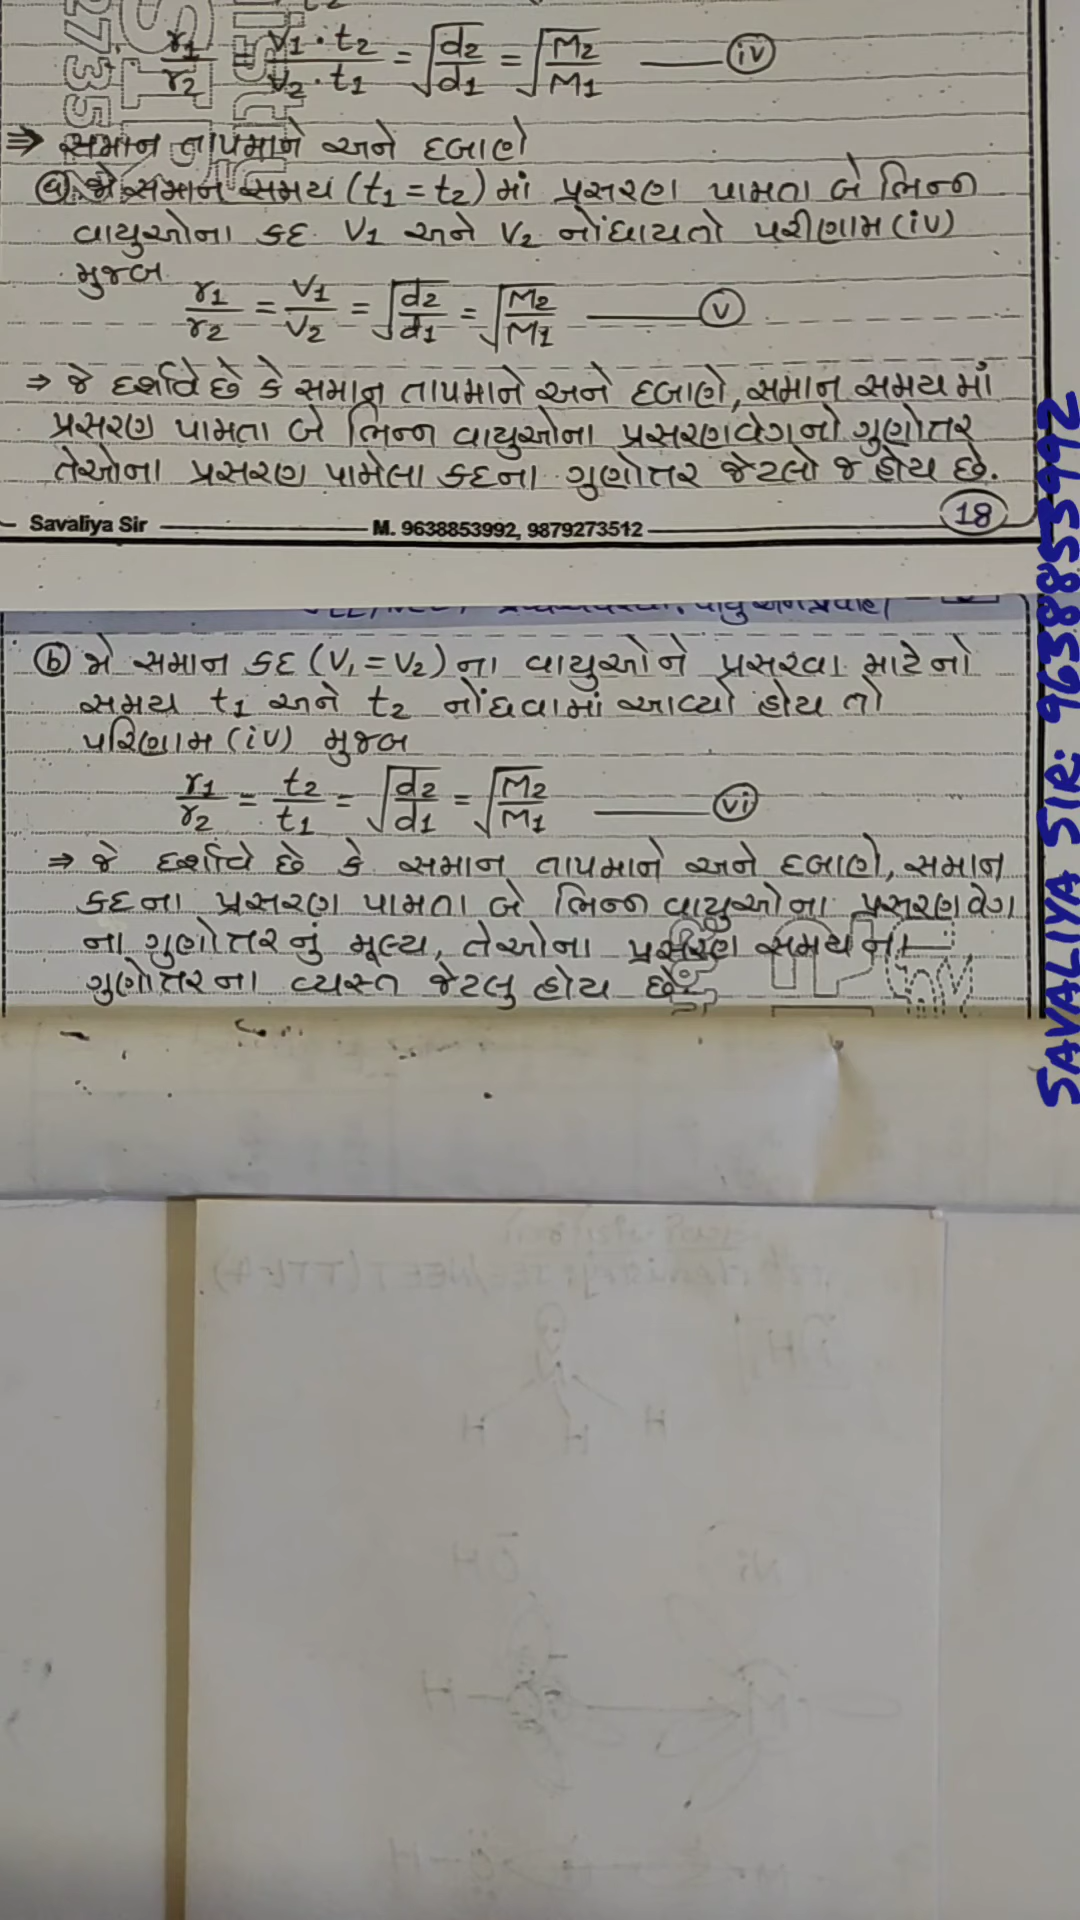 r1/r2 = V1·t2/V2·t1 = √d2/d1 = √M2/M1 ——— (iv)
⇒ સમાન તાપમાને અને દબાણે
(a) જો સમાન સમય (t1 = t2) માં પ્રસરણ પામતા બે ભિન્ન
વાયુઓના કદ V1 અને V2 નોંધાયતો પરીણામ (iv)
મુજબ
r1/r2 = V1/V2 = √d2/d1 = √M2/M1 ——— (v)
⇒ જે દર્શાવે છે કે સમાન તાપમાને અને દબાણે, સમાન સમય માં
પ્રસરણ પામતા બે ભિન્ન વાયુઓના પ્રસરણવેગનો ગુણોતર
તેઓના પ્રસરણ પામેલા કદના ગુણોતર જેટલો જ હોય છે.
18
Savaliya Sir M. 9638853992, 9879273512
(b) જો સમાન કદ (V1 = V2) ના વાયુઓને પ્રસરવા માટેનો
સમય t1 અને t2 નોંધવામાં આવ્યો હોય તો
પરિણામ (iv) મુજબ
r1/r2 = t2/t1 = √d2/d1 = √M2/M1 ——— (vi)
⇒ જે દર્શાવે છે કે સમાન તાપમાને અને દબાણે, સમાન
કદના પ્રસરણ પામતા બે ભિન્ન વાયુઓના પ્રસરણવેગ
ના ગુણોતરનું મૂલ્ય, તેઓના પ્રસરણ સમય ના
ગુણોતરના વ્યસ્ત જેટલુ હોય છે.
SAVALIYA SIR: 9638853992